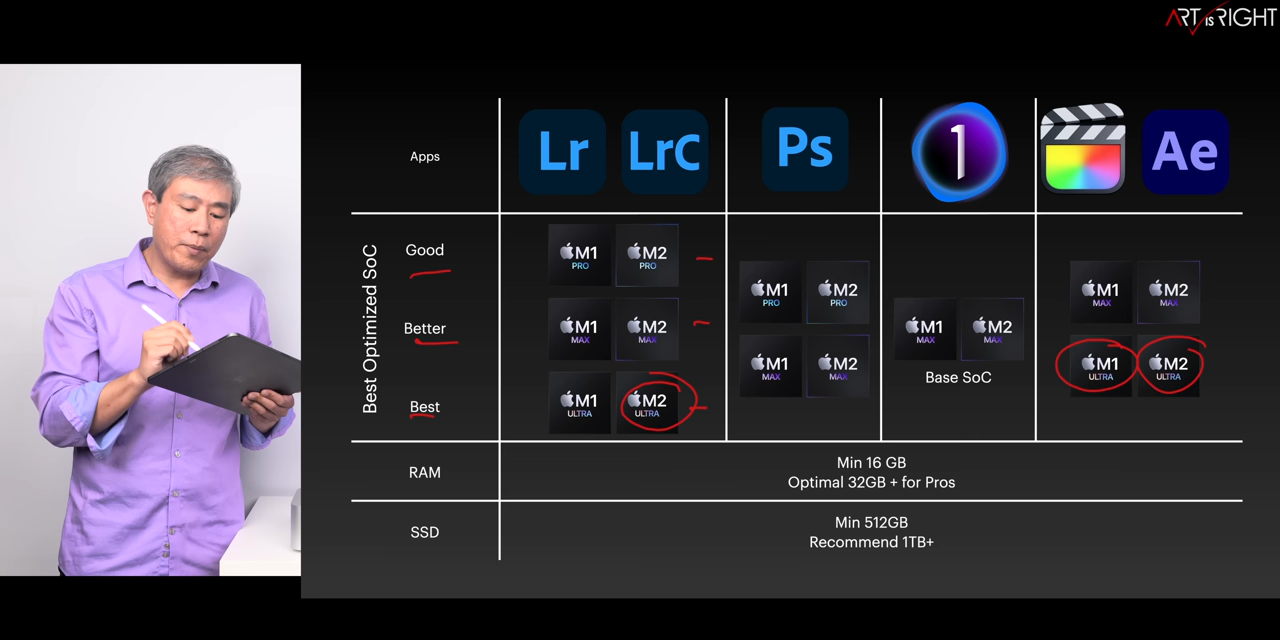 ART IS RIGHT
Apps
Lr
LrC
Ps
1
Ae
Best Optimized SoC
Good
Better
Best
M1 PRO
M2 PRO
M1 MAX
M2 MAX
M1 ULTRA
M2 ULTRA
M1 PRO
M2 PRO
M1 MAX
M2 MAX
M1 MAX
M2 MAX
Base SoC
M1 MAX
M2 MAX
M1 ULTRA
M2 ULTRA
RAM
Min 16 GB
Optimal 32GB + for Pros
SSD
Min 512GB
Recommend 1TB+